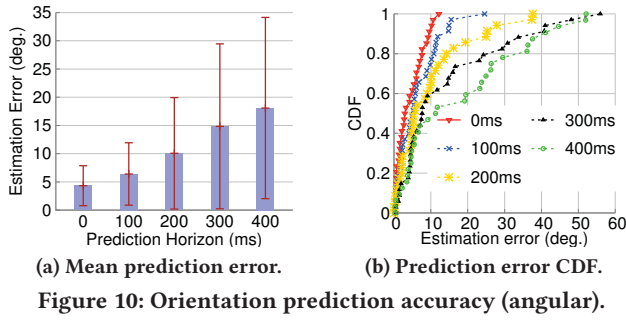 35
30
25
20
15
10
5
0
Estimation Error (deg.)
0 100 200 300 400
Prediction Horizon (ms)
(a) Mean prediction error.
1
0.8
0.6
0.4
0.2
0
CDF
0ms
100ms
200ms
300ms
400ms
0 10 20 30 40 50 60
Estimation error (deg.)
(b) Prediction error CDF.
Figure 10: Orientation prediction accuracy (angular).